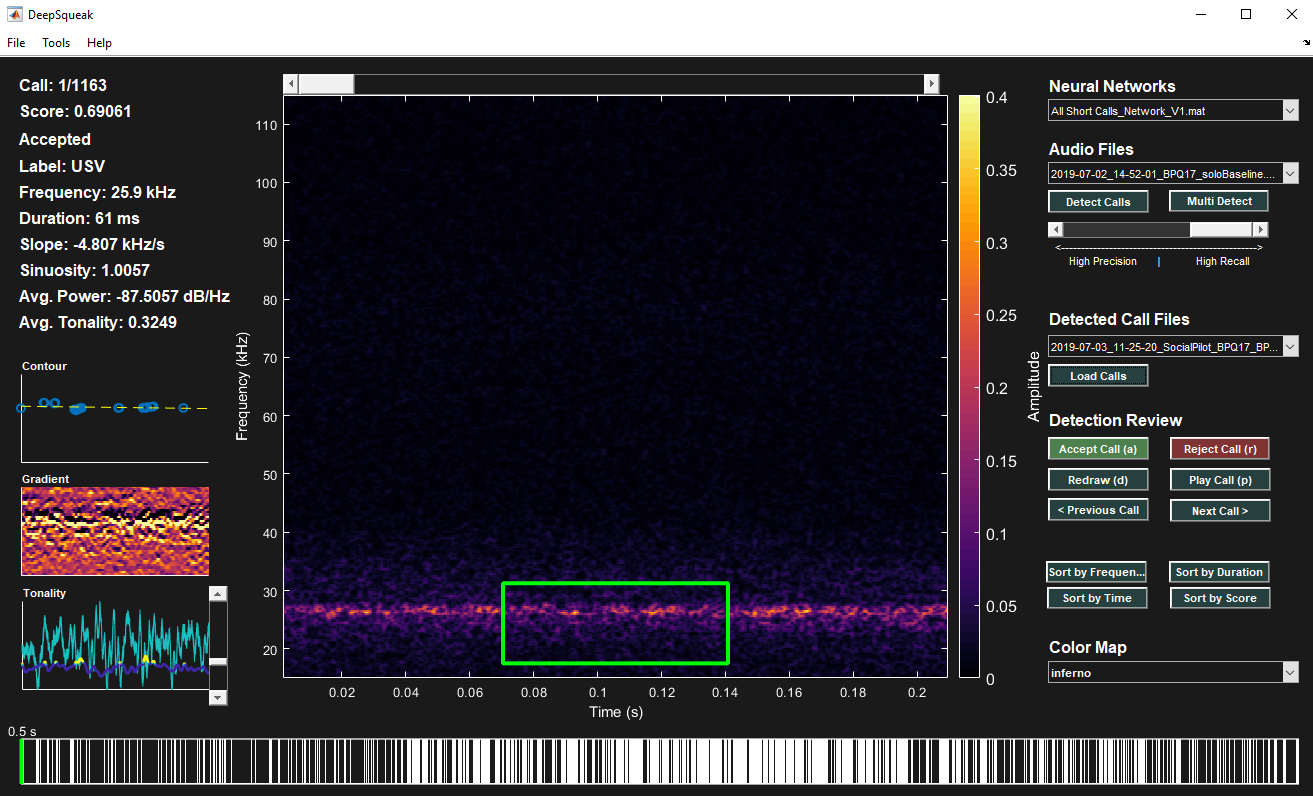 DeepSqueak
File Tools Help
Call: 1/1163
Score: 0.69061
Accepted
Label: USV
Frequency: 25.9 kHz
Duration: 61 ms
Slope: -4.807 kHz/s
Sinuosity: 1.0057
Avg. Power: -87.5057 dB/Hz
Avg. Tonality: 0.3249
Contour
Gradient
Tonality
Frequency (kHz)
110
100
90
80
70
60
50
40
30
20
0.02 0.04 0.06 0.08 0.1 0.12 0.14 0.16 0.18 0.2
Time (s)
0.4
0.35
0.3
0.25
0.2
0.15
0.1
0.05
0
Amplitude
Neural Networks
All Short Calls_Network_V1.mat
Audio Files
2019-07-02_14-52-01_BPQ17_soloBaseline....
Detect Calls Multi Detect
<-------------------------------------------------------->
High Precision | High Recall
Detected Call Files
2019-07-03_11-25-20_SocialPilot_BPQ17_BP...
Load Calls
Detection Review
Accept Call (a) Reject Call (r)
Redraw (d) Play Call (p)
< Previous Call Next Call >
Sort by Frequen... Sort by Duration
Sort by Time Sort by Score
Color Map
inferno
0.5 s